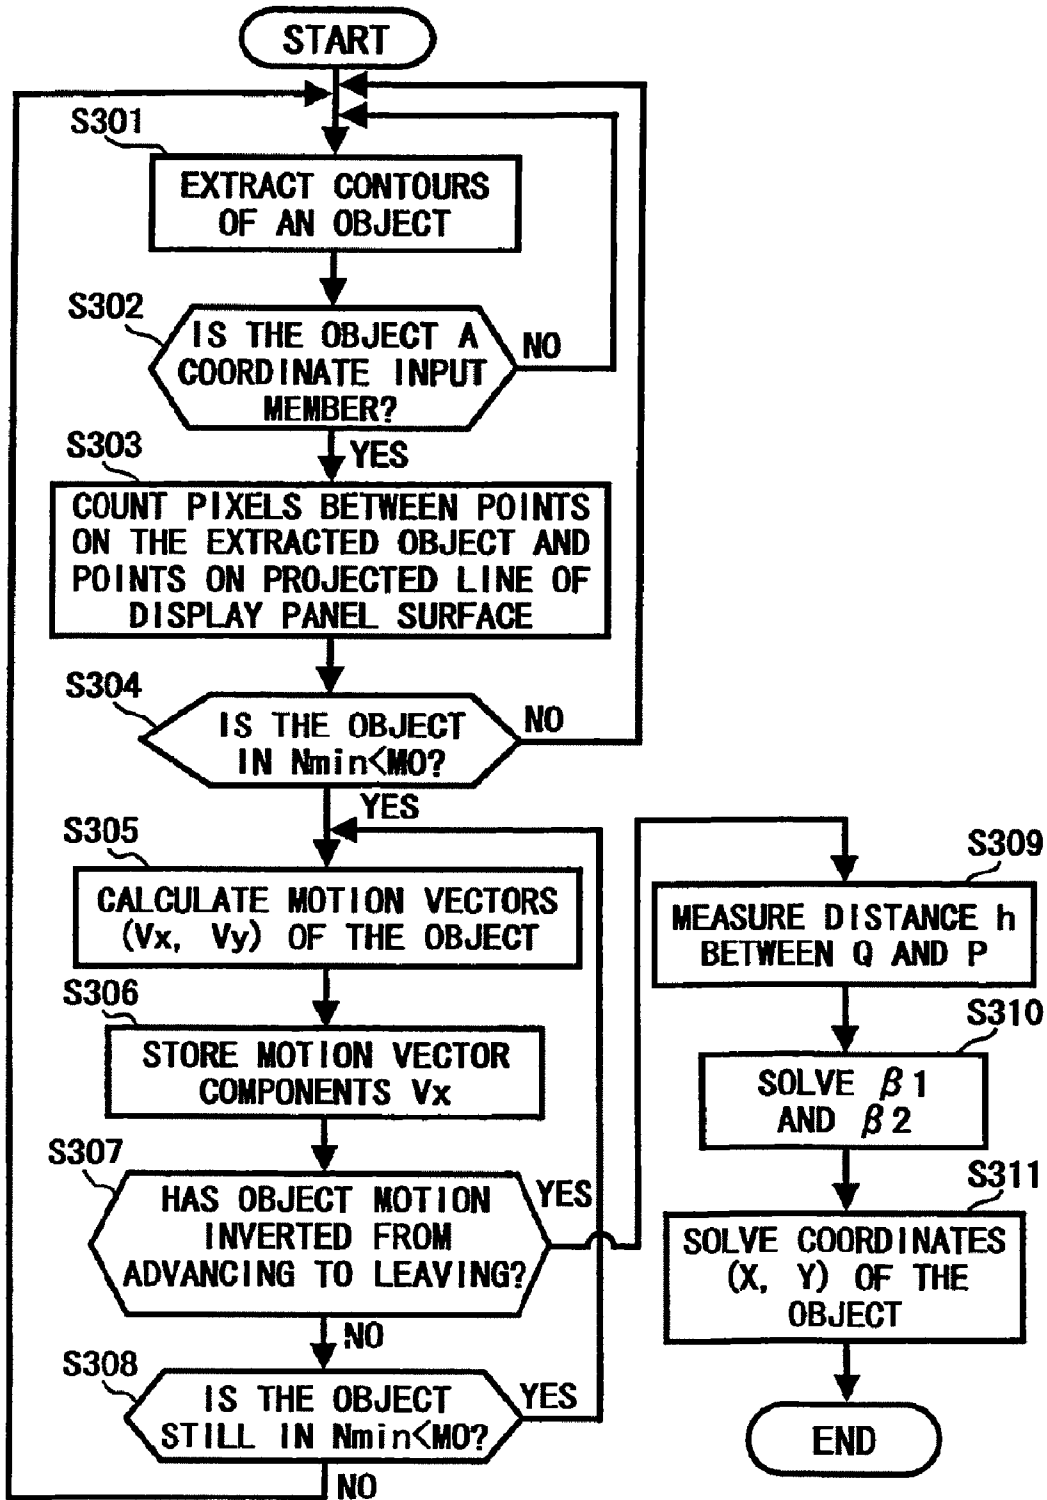 START
S301
EXTRACT CONTOURS
OF AN OBJECT
S302
IS THE OBJECT A
COORDINATE INPUT
MEMBER?
NO
YES
S303
COUNT PIXELS BETWEEN POINTS
ON THE EXTRACTED OBJECT AND
POINTS ON PROJECTED LINE OF
DISPLAY PANEL SURFACE
S304
IS THE OBJECT
IN Nmin<M0?
NO
YES
S305
CALCULATE MOTION VECTORS
(Vx, Vy) OF THE OBJECT
S306
STORE MOTION VECTOR
COMPONENTS Vx
S307
HAS OBJECT MOTION
INVERTED FROM
ADVANCING TO LEAVING?
YES
NO
S308
IS THE OBJECT
STILL IN Nmin<M0?
YES
NO
S309
MEASURE DISTANCE h
BETWEEN Q AND P
S310
SOLVE β1
AND β2
S311
SOLVE COORDINATES
(X, Y) OF THE
OBJECT
END